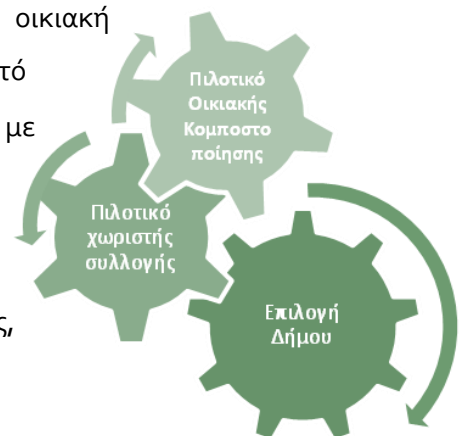 οικιακή
τό
με
ς,
Πιλοτικό
Οικιακής
Κομποστο
ποίησης
Πιλοτικό
χωριστής
συλλογής
Επιλογή
Δήμου